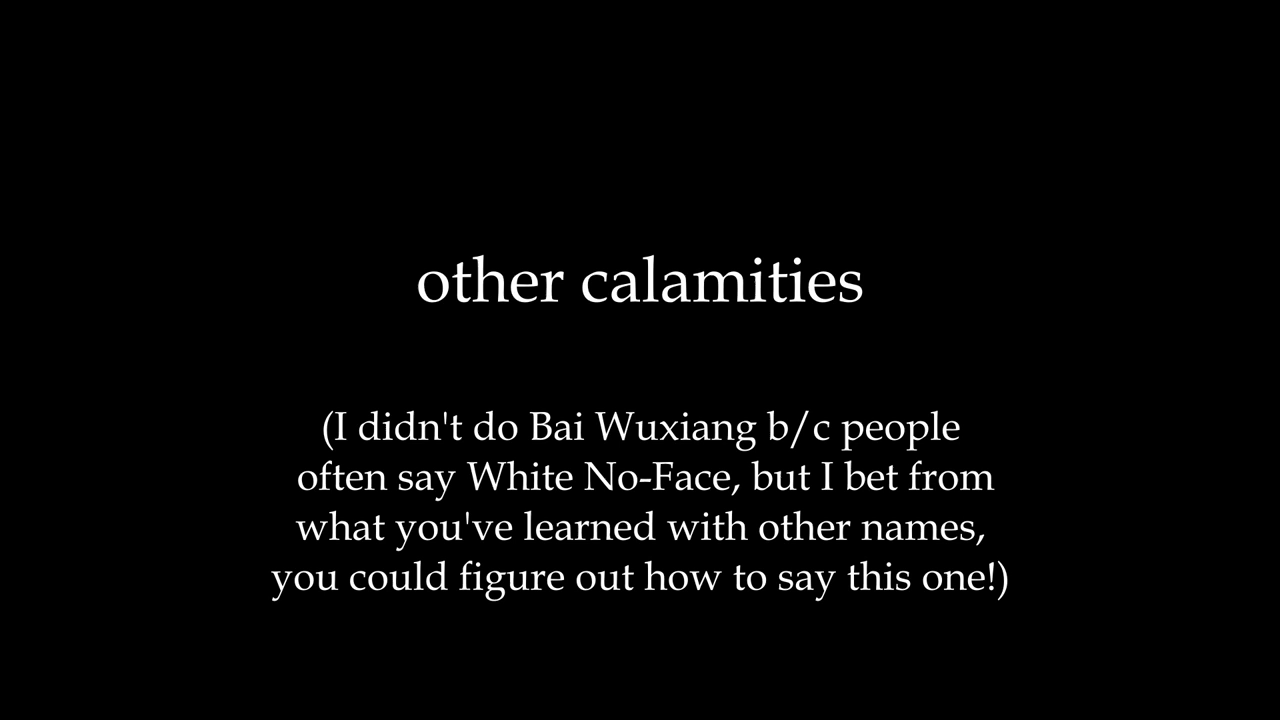 other calamities
(I didn't do Bai Wuxiang b/c people
often say White No-Face, but I bet from
what you've learned with other names,
you could figure out how to say this one!)